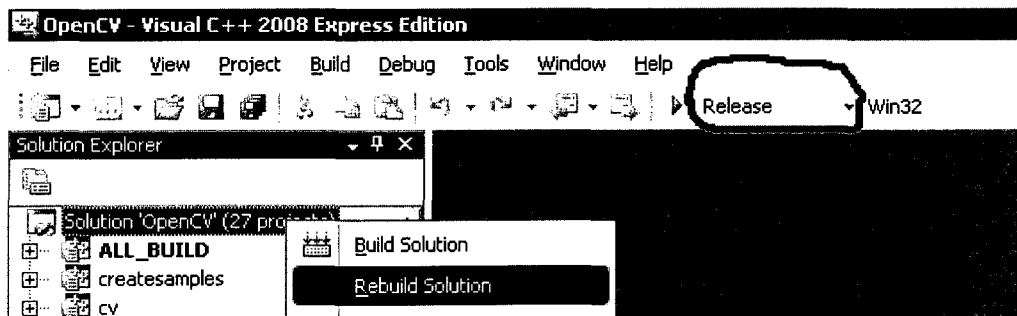 OpenCV - Visual C++ 2008 Express Edition
File Edit View Project Build Debug Tools Window Help
Release Win32
Solution Explorer
Solution 'OpenCV' (27
ALL_BUILD
Build Solution
createsamples
Rebuild Solution
cv